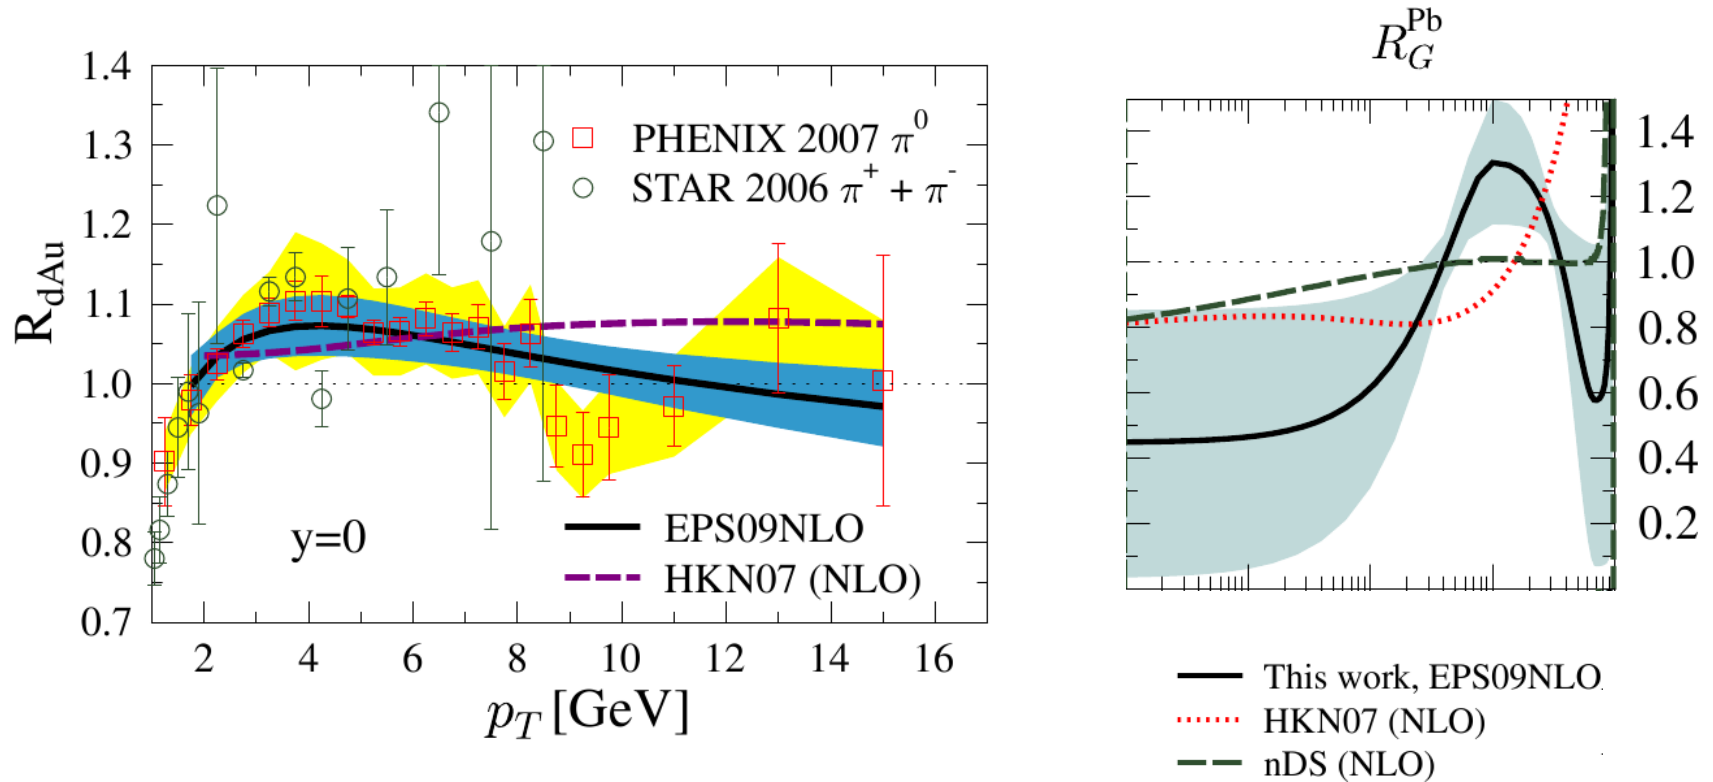 R_dAu
1.4
1.3
1.2
1.1
1.0
0.9
0.8
0.7
PHENIX 2007 π^0
STAR 2006 π^+ + π^-
y=0
EPS09NLO
HKN07 (NLO)
2 4 6 8 10 12 14 16
p_T [GeV]
R_G^Pb
1.4
1.2
1.0
0.8
0.6
0.4
0.2
This work, EPS09NLO
HKN07 (NLO)
nDS (NLO)